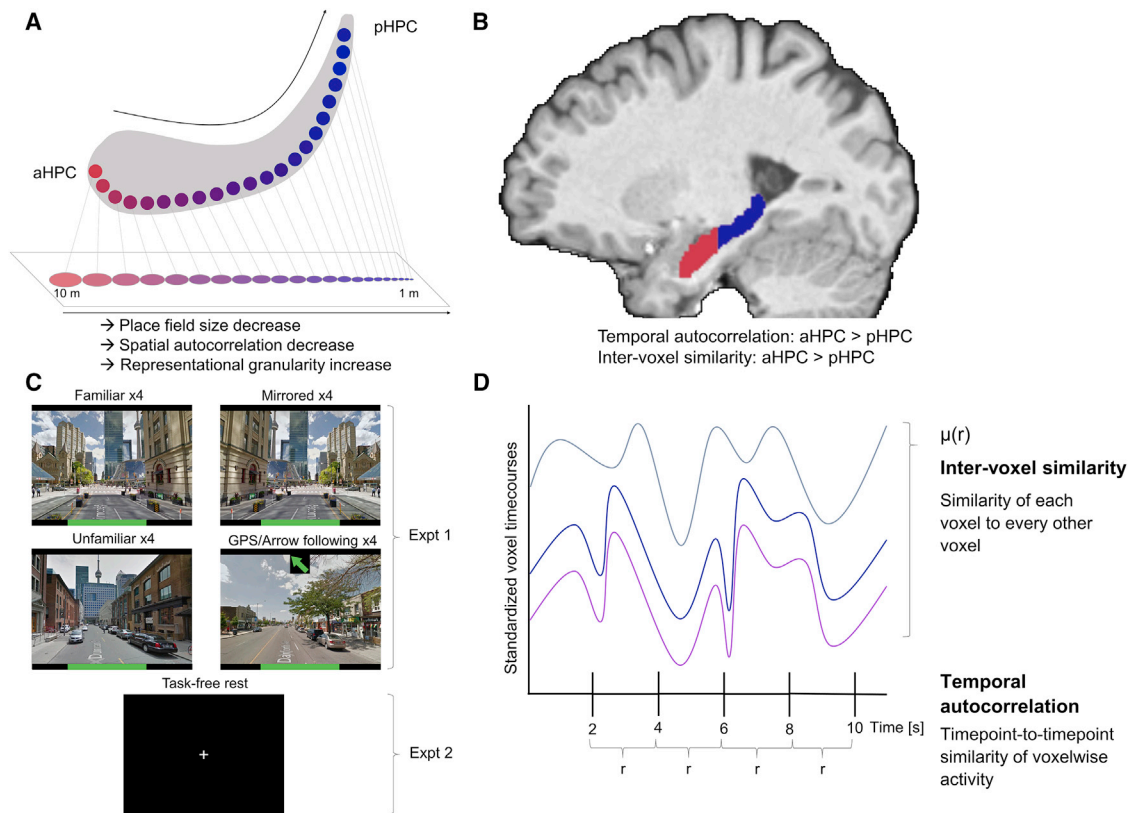 A
pHPC
aHPC
10 m
1 m
→ Place field size decrease
→ Spatial autocorrelation decrease
→ Representational granularity increase
B
Temporal autocorrelation: aHPC > pHPC
Inter-voxel similarity: aHPC > pHPC
C
Familiar x4
Mirrored x4
Unfamiliar x4
GPS/Arrow following x4
Expt 1
Task-free rest
Expt 2
D
Standardized voxel timecourses
μ(r)
Inter-voxel similarity
Similarity of each
voxel to every other
voxel
2
4
6
8
10
Time [s]
r
r
r
r
Temporal
autocorrelation
Timepoint-to-timepoint
similarity of voxelwise
activity